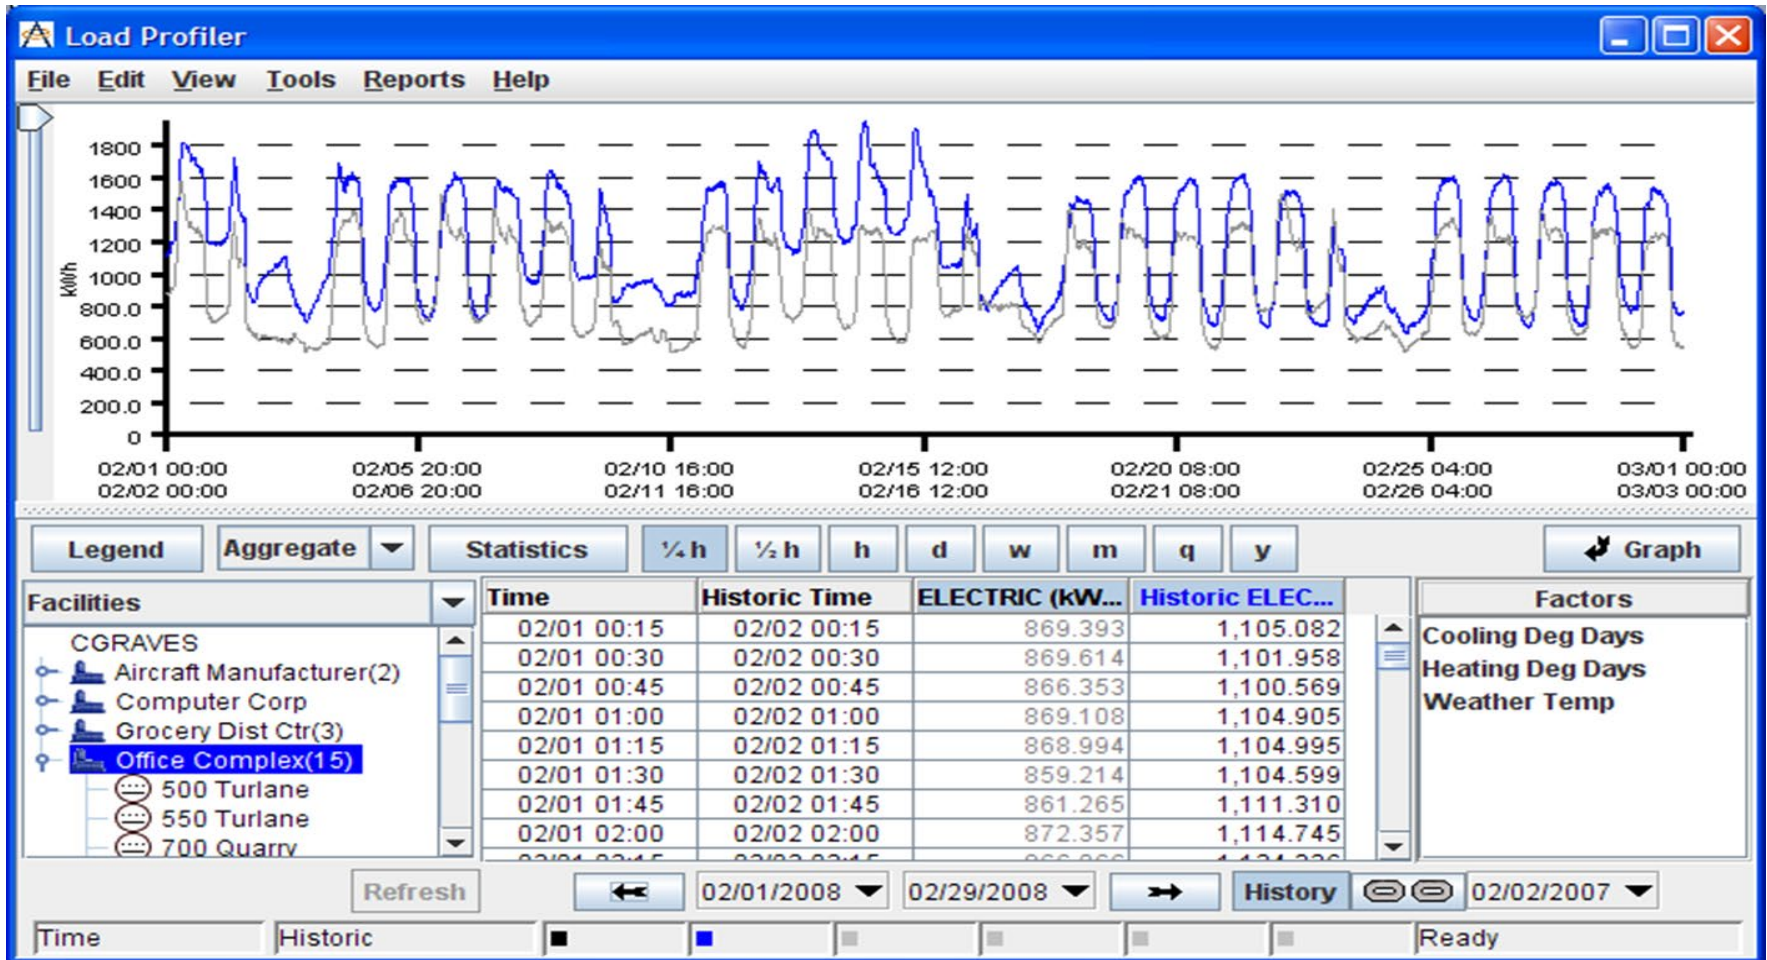 Load Profiler
File Edit View Tools Reports Help
1800
1600
1400
1200
1000
800.0
600.0
400.0
200.0
0
kWh
02/01 00:00 02/05 20:00 02/10 16:00 02/15 12:00 02/20 08:00 02/25 04:00 03/01 00:00
02/02 00:00 02/06 20:00 02/11 16:00 02/16 12:00 02/21 08:00 02/26 04:00 03/03 00:00
Legend Aggregate Statistics ¼ h ½ h h d w m q y Graph
Facilities
CGRAVES
Aircraft Manufacturer(2)
Computer Corp
Grocery Dist Ctr(3)
Office Complex(15)
500 Turlane
550 Turlane
700 Quarry
Time Historic Time ELECTRIC (kW... Historic ELEC...
02/01 00:15 02/02 00:15 869.393 1,105.082
02/01 00:30 02/02 00:30 869.614 1,101.958
02/01 00:45 02/02 00:45 866.353 1,100.569
02/01 01:00 02/02 01:00 869.108 1,104.905
02/01 01:15 02/02 01:15 868.994 1,104.995
02/01 01:30 02/02 01:30 859.214 1,104.599
02/01 01:45 02/02 01:45 861.265 1,111.310
02/01 02:00 02/02 02:00 872.357 1,114.745
Factors
Cooling Deg Days
Heating Deg Days
Weather Temp
Refresh 02/01/2008 02/29/2008 History 02/02/2007
Time Historic Ready